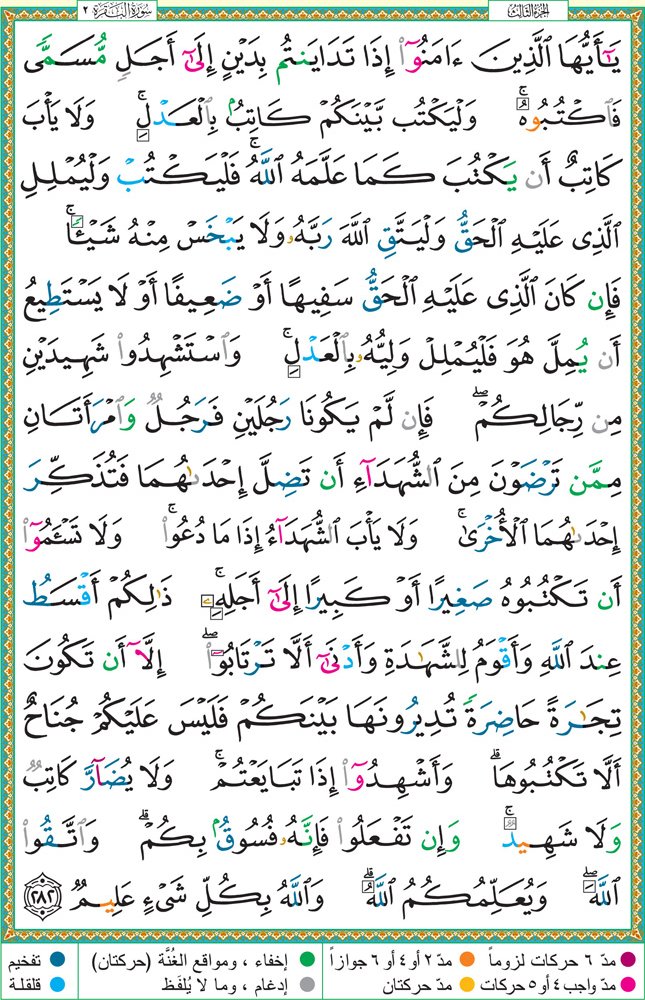 الجزء الثالث
سورة البقرة ٢
يَـٰٓأَيُّهَا ٱلَّذِينَ ءَامَنُوٓا۟ إِذَا تَدَايَنتُم بِدَيْنٍ إِلَىٰٓ أَجَلٍ مُّسَمًّى
فَٱكْتُبُوهُ ۚ وَلْيَكْتُب بَّيْنَكُمْ كَاتِبٌۢ بِٱلْعَدْلِ ۚ وَلَا يَأْبَ
كَاتِبٌ أَن يَكْتُبَ كَمَا عَلَّمَهُ ٱللَّهُ ۚ فَلْيَكْتُبْ وَلْيُمْلِلِ
ٱلَّذِى عَلَيْهِ ٱلْحَقُّ وَلْيَتَّقِ ٱللَّهَ رَبَّهُۥ وَلَا يَبْخَسْ مِنْهُ شَيْـًٔا ۚ
فَإِن كَانَ ٱلَّذِى عَلَيْهِ ٱلْحَقُّ سَفِيهًا أَوْ ضَعِيفًا أَوْ لَا يَسْتَطِيعُ
أَن يُمِلَّ هُوَ فَلْيُمْلِلْ وَلِيُّهُۥ بِٱلْعَدْلِ ۚ وَٱسْتَشْهِدُوا۟ شَهِيدَيْنِ
مِن رِّجَالِكُمْ ۖ فَإِن لَّمْ يَكُونَا رَجُلَيْنِ فَرَجُلٌ وَٱمْرَأَتَانِ
مِمَّن تَرْضَوْنَ مِنَ ٱلشُّهَدَآءِ أَن تَضِلَّ إِحْدَىٰهُمَا فَتُذَكِّرَ
إِحْدَىٰهُمَا ٱلْأُخْرَىٰ ۚ وَلَا يَأْبَ ٱلشُّهَدَآءُ إِذَا مَا دُعُوا۟ ۚ وَلَا تَسْـَٔمُوٓا۟
أَن تَكْتُبُوهُ صَغِيرًا أَوْ كَبِيرًا إِلَىٰٓ أَجَلِهِۦ ۚ ذَٰلِكُمْ أَقْسَطُ
عِندَ ٱللَّهِ وَأَقْوَمُ لِلشَّهَـٰدَةِ وَأَدْنَىٰٓ أَلَّا تَرْتَابُوٓا۟ ۖ إِلَّآ أَن تَكُونَ
تِجَـٰرَةً حَاضِرَةً تُدِيرُونَهَا بَيْنَكُمْ فَلَيْسَ عَلَيْكُمْ جُنَاحٌ
أَلَّا تَكْتُبُوهَا ۗ وَأَشْهِدُوٓا۟ إِذَا تَبَايَعْتُمْ ۚ وَلَا يُضَآرَّ كَاتِبٌ
وَلَا شَهِيدٌ ۚ وَإِن تَفْعَلُوا۟ فَإِنَّهُۥ فُسُوقٌۢ بِكُمْ ۗ وَٱتَّقُوا۟
ٱللَّهَ ۖ وَيُعَلِّمُكُمُ ٱللَّهُ ۗ وَٱللَّهُ بِكُلِّ شَىْءٍ عَلِيمٌ ٢٨٢
مدّ ٦ حركات لزوماً مدّ ٢ أو ٤ أو ٦ جوازاً إخفاء ، ومواقع الغُنَّة (حركتان) تفخيم
مدّ واجب ٤ أو ٥ حركات مدّ حركتان إدغام ، وما لا يُلفَظ قلقلة